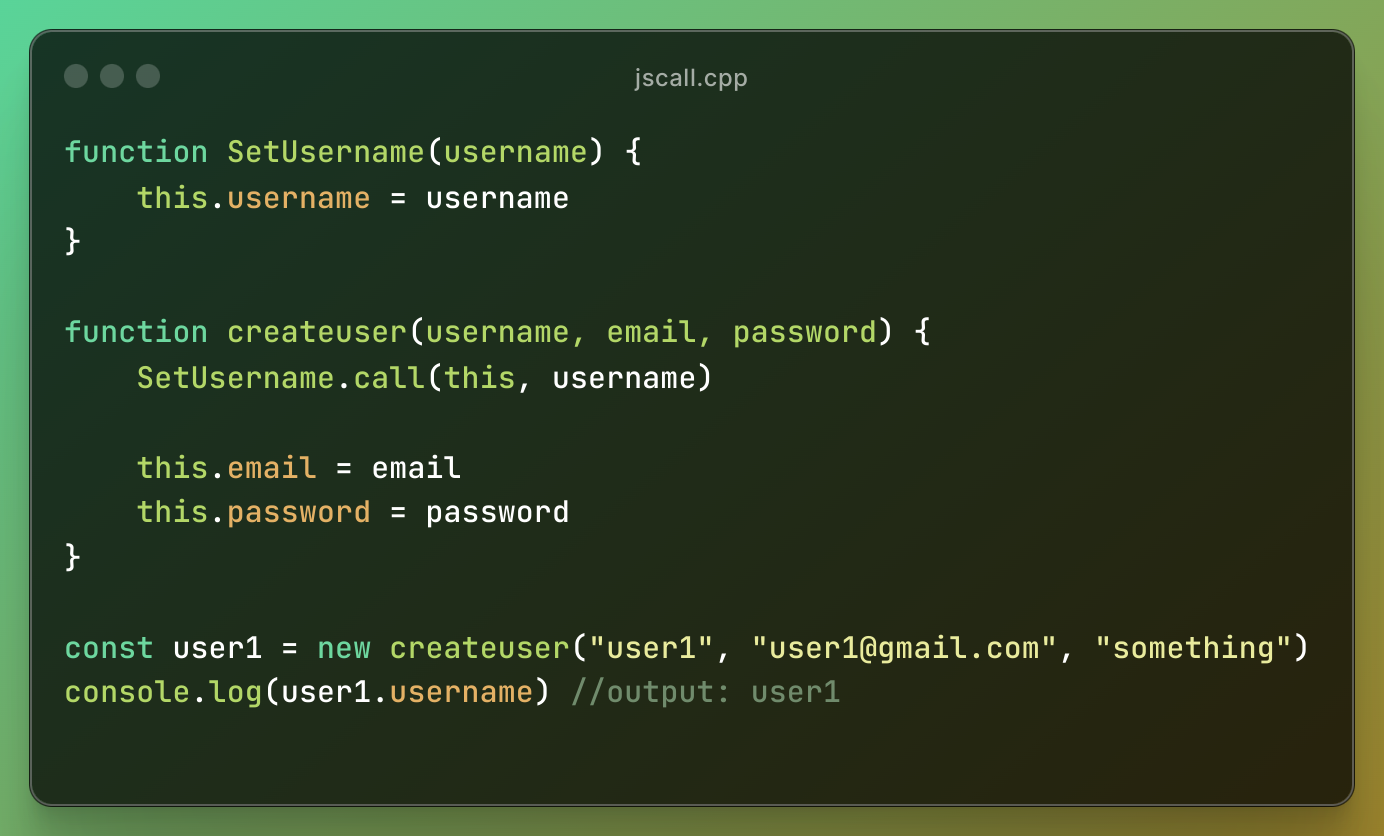 jscall.cpp
function SetUsername(username) {
    this.username = username
}
function createuser(username, email, password) {
    SetUsername.call(this, username)
    this.email = email
    this.password = password
}
const user1 = new createuser("user1", "user1@gmail.com", "something")
console.log(user1.username) //output: user1